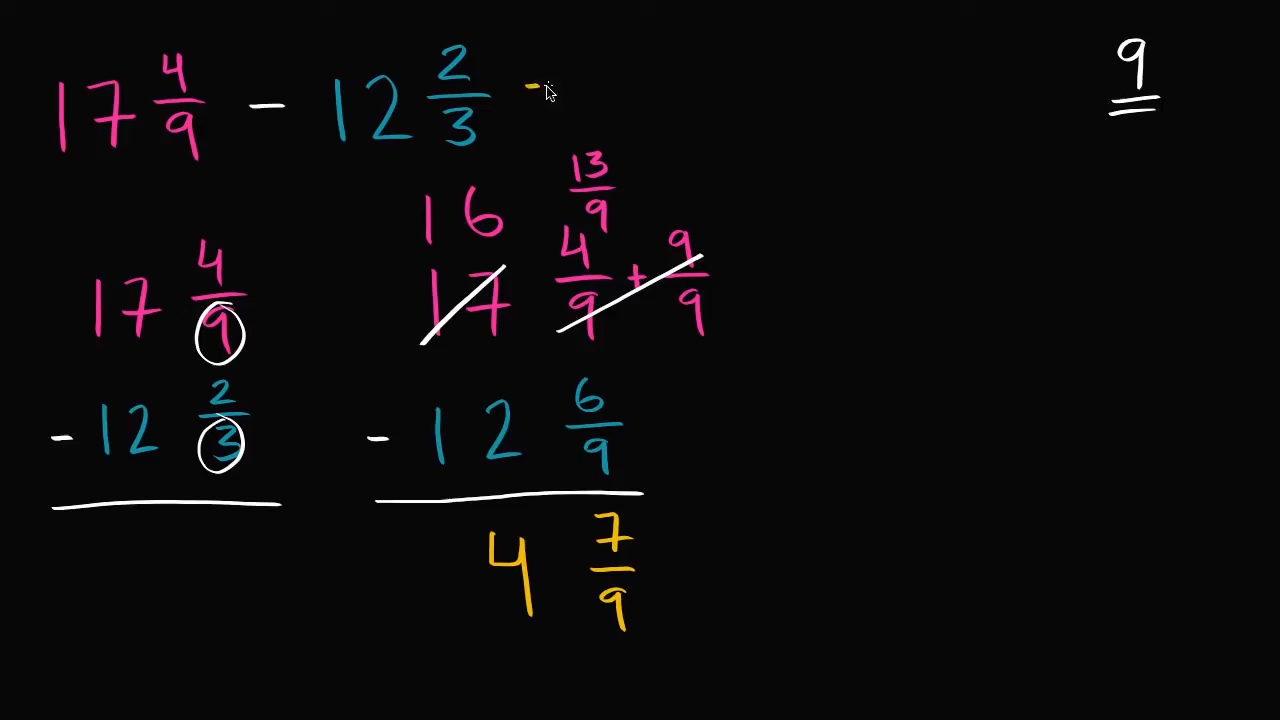 17 4/9 - 12 2/3 -
9
17 4/9
- 12 2/3
16 13/9
17 4/9 + 9/9
- 12 6/9
4 7/9